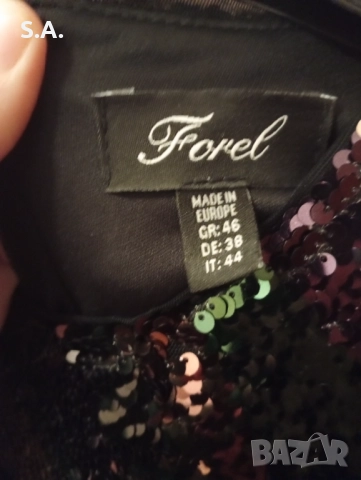 S.A.
Forel
MADE IN
EUROPE
GR: 46
DE: 38
IT: 44
BAZAR